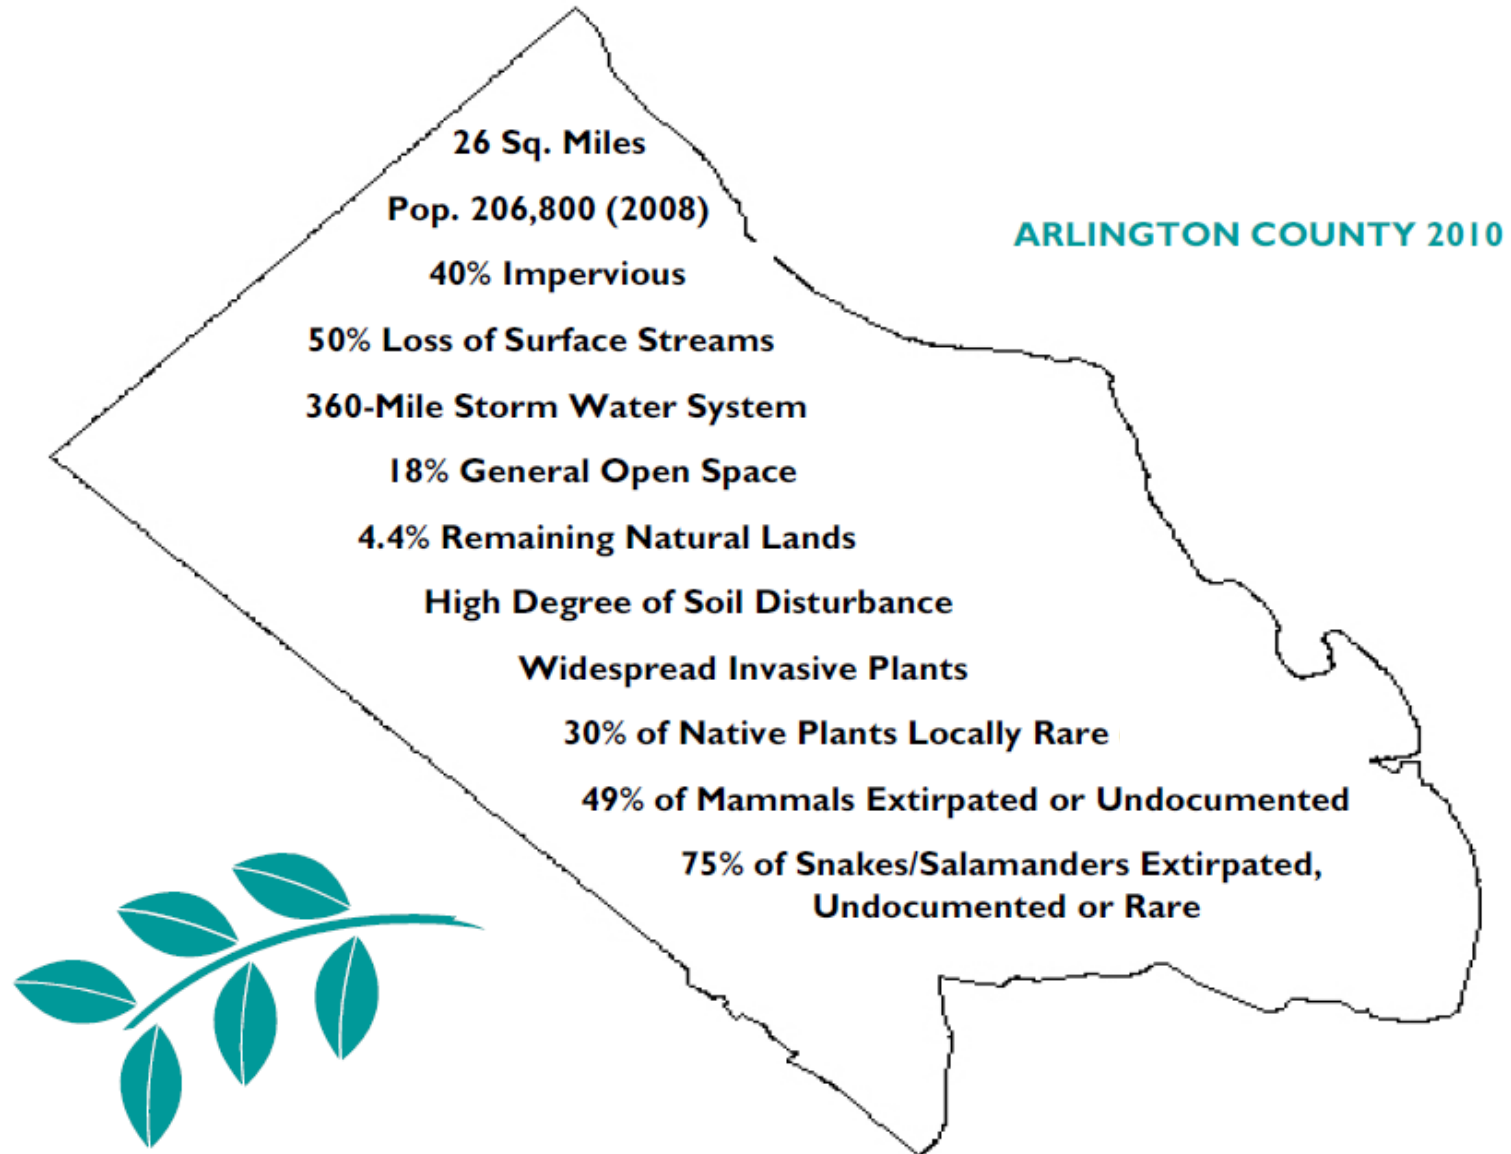 26 Sq. Miles
Pop. 206,800 (2008)
ARLINGTON COUNTY 2010
40% Impervious
50% Loss of Surface Streams
360-Mile Storm Water System
18% General Open Space
4.4% Remaining Natural Lands
High Degree of Soil Disturbance
Widespread Invasive Plants
30% of Native Plants Locally Rare
49% of Mammals Extirpated or Undocumented
75% of Snakes/Salamanders Extirpated,
Undocumented or Rare